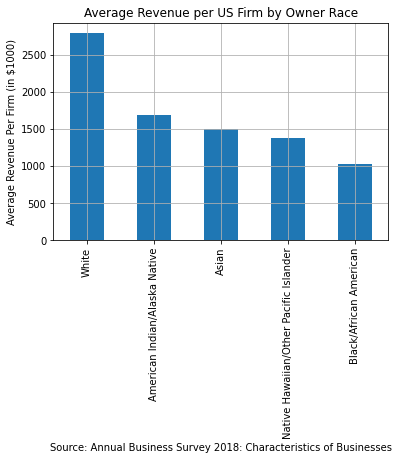 Average Revenue per US Firm by Owner Race
Average Revenue Per Firm (in $1000)
2500
2000
1500
1000
500
0
White
American Indian/Alaska Native
Asian
Native Hawaiian/Other Pacific Islander
Black/African American
Source: Annual Business Survey 2018: Characteristics of Businesses